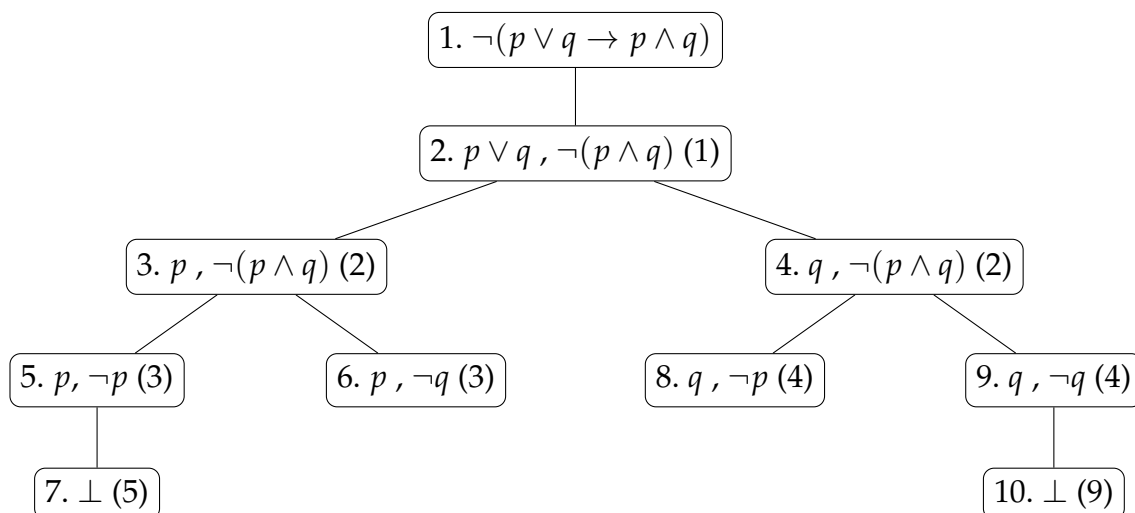 1. ¬(p ∨ q → p ∧ q)
2. p ∨ q , ¬(p ∧ q) (1)
3. p , ¬(p ∧ q) (2)
4. q , ¬(p ∧ q) (2)
5. p, ¬p (3)
6. p , ¬q (3)
8. q , ¬p (4)
9. q , ¬q (4)
7. ⊥ (5)
10. ⊥ (9)